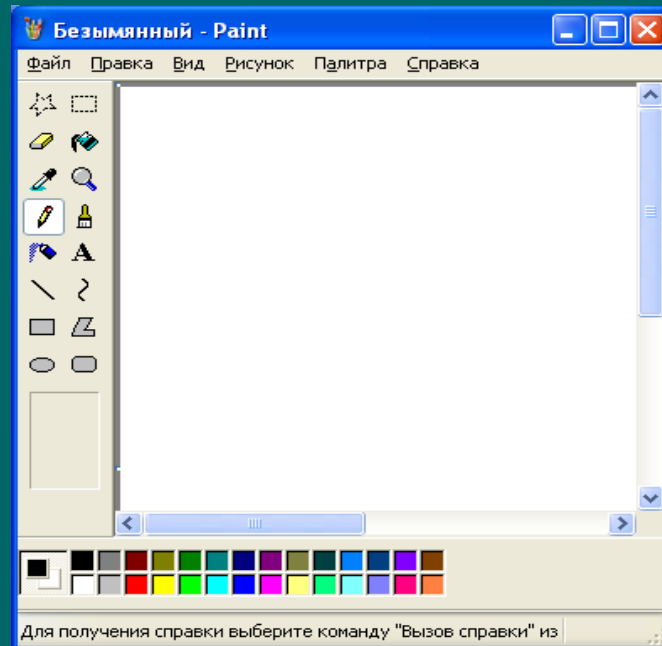 Безымянный - Paint
Файл Правка Вид Рисунок Палитра Справка
A
Для получения справки выберите команду "Вызов справки" из